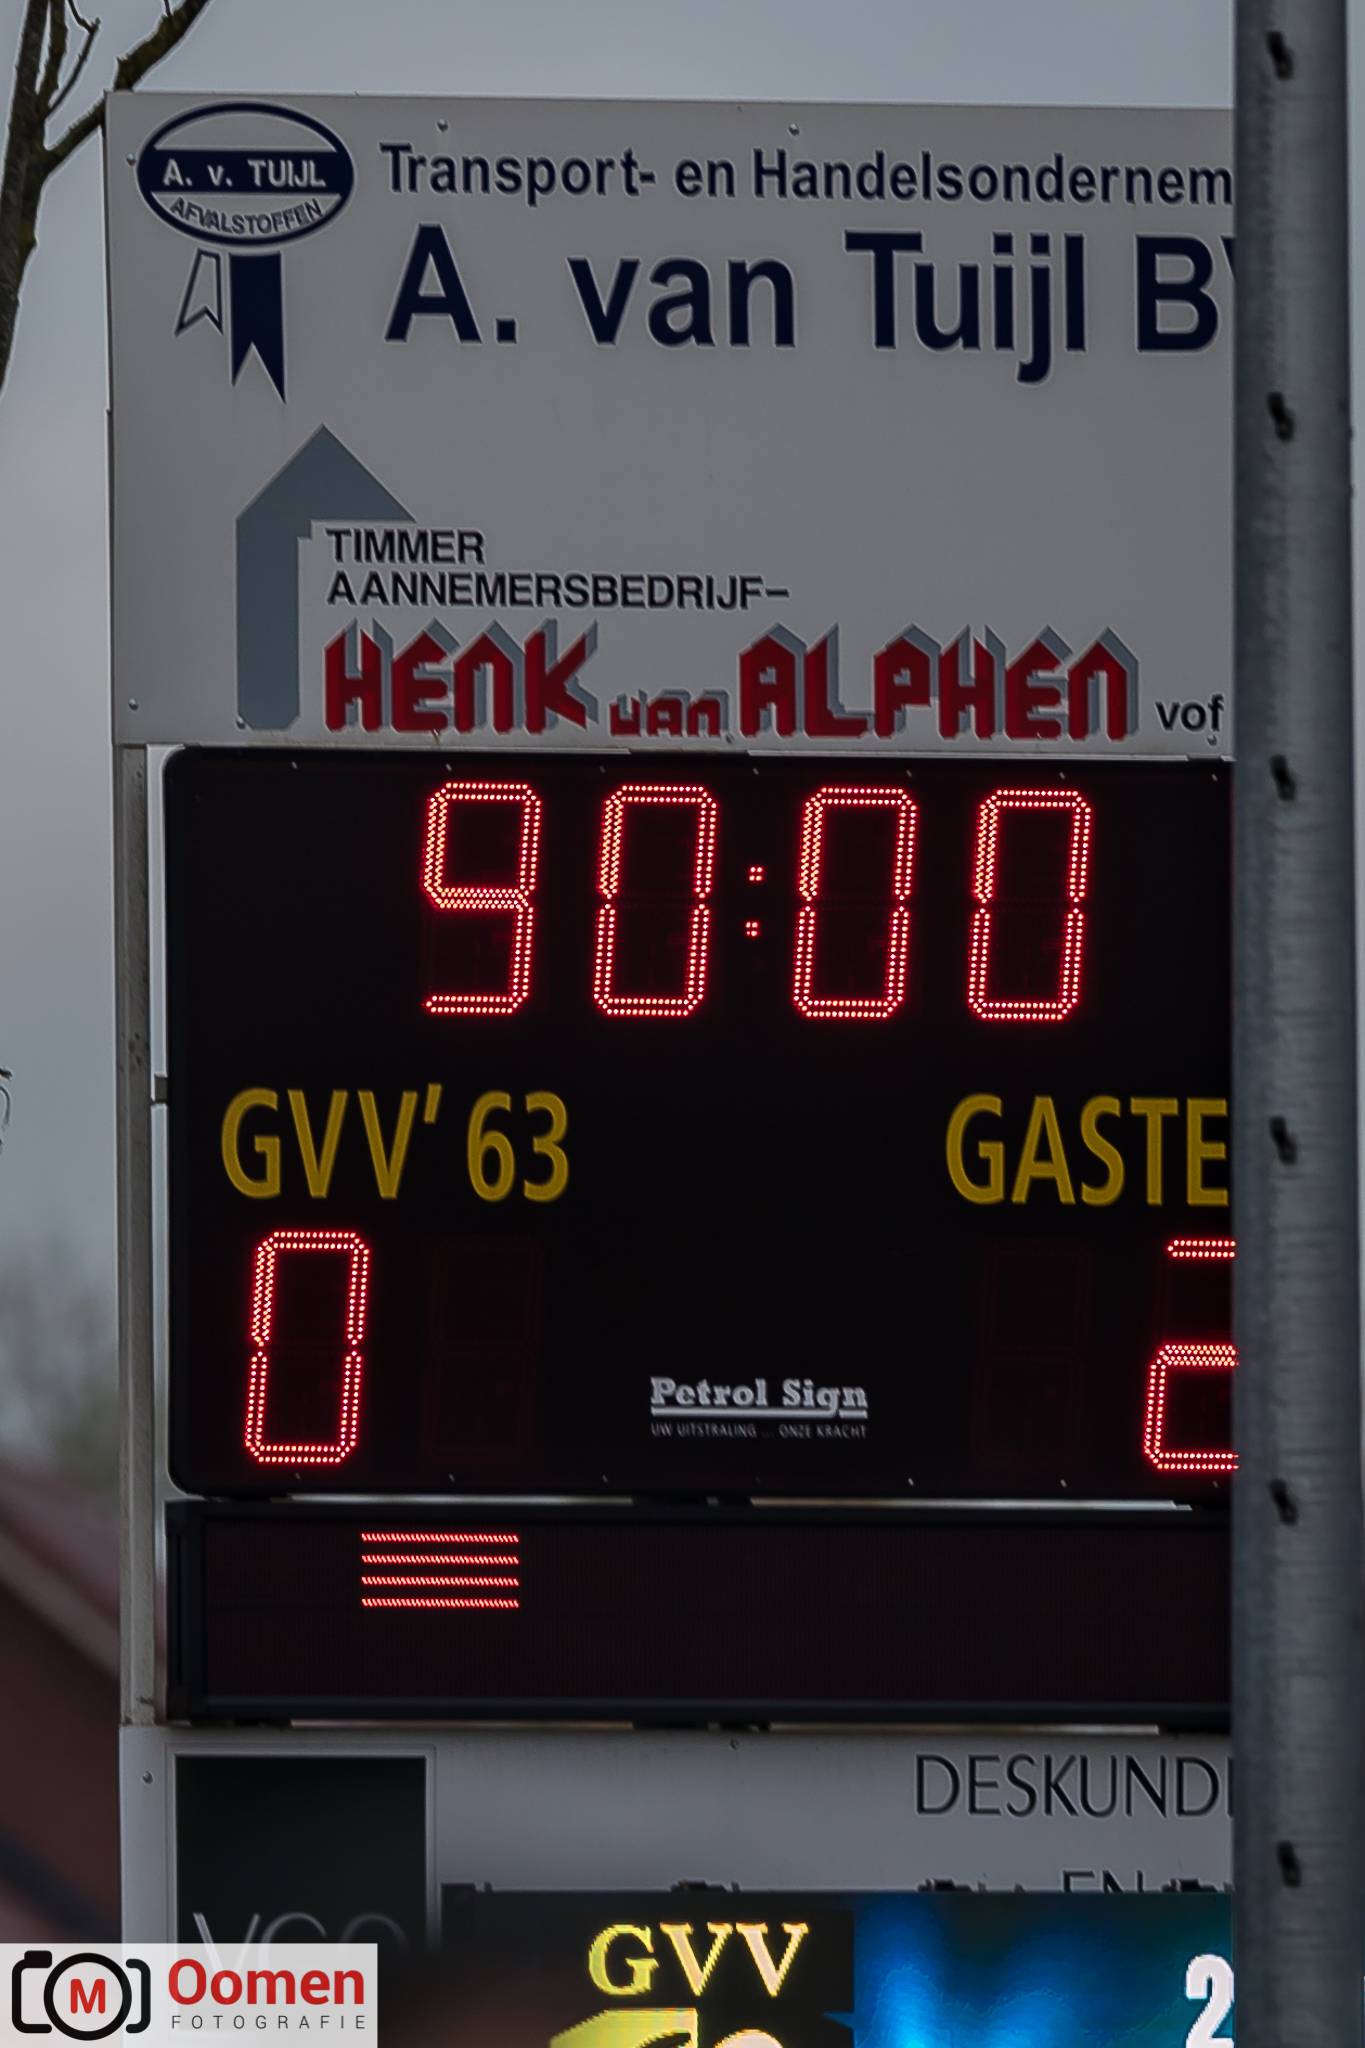 A. v. TUIJL
AFVALSTOFFEN
Transport- en Handelsondernem
A. van Tuijl BV
TIMMER
AANNEMERSBEDRIJF-
HENK van ALPHEN vof
90:00
GVV' 63 GASTE
0 2
Petrol Sign
UW UITSTRALING ... ONZE KRACHT
DESKUNDI
EN
GVV
2
M
Oomen
FOTOGRAFIE